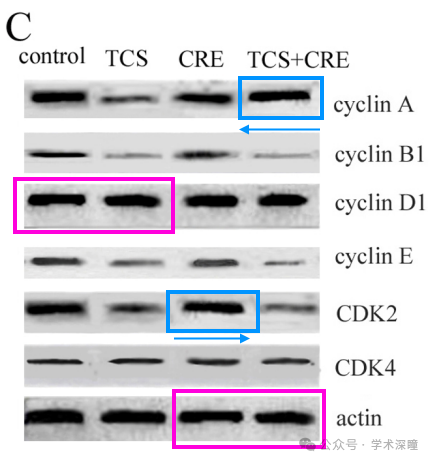 C
control TCS CRE TCS+CRE
cyclin A
cyclin B1
cyclin D1
cyclin E
CDK2
CDK4
actin
公众号 · 学术深瞳